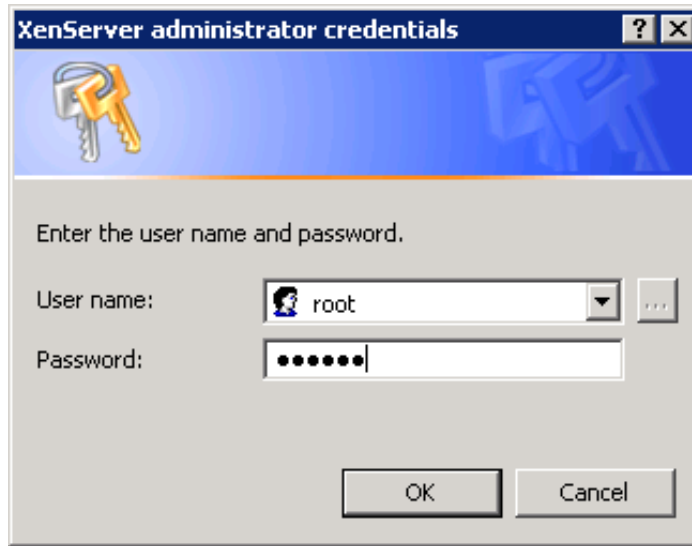 XenServer administrator credentials ? X
Enter the user name and password.
User name: root ...
Password: ●●●●●●
OK Cancel